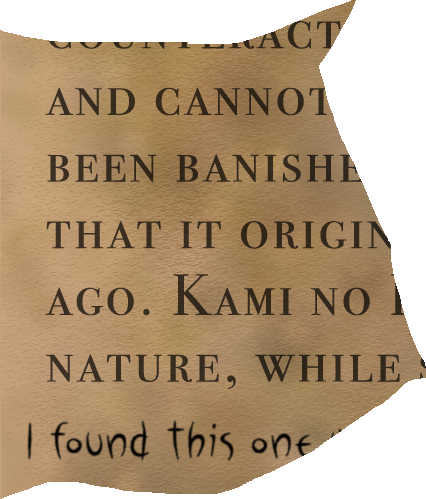 COUNTERACT
AND CANNOT
BEEN BANISHE
THAT IT ORIGIN
AGO. KAMI NO
NATURE, WHILE
I found this one